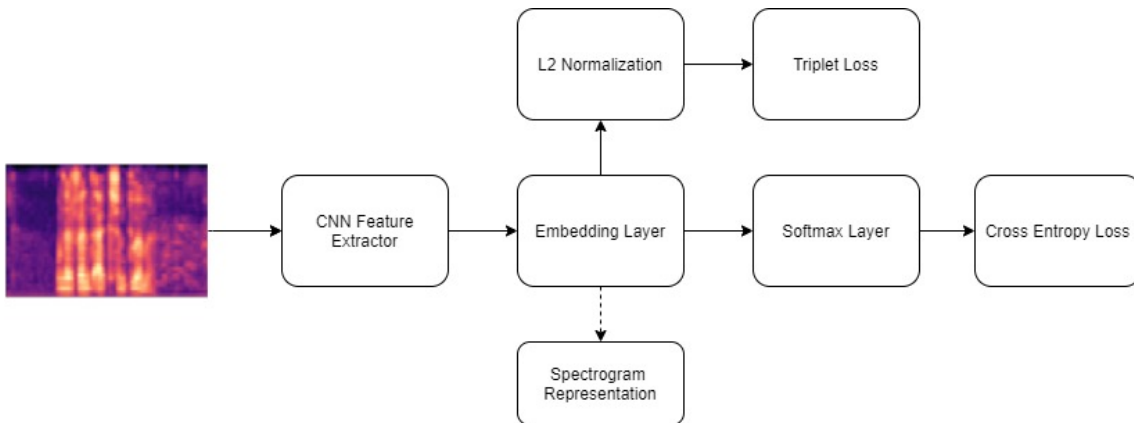 L2 Normalization
Triplet Loss
CNN Feature
Extractor
Embedding Layer
Softmax Layer
Cross Entropy Loss
Spectrogram
Representation